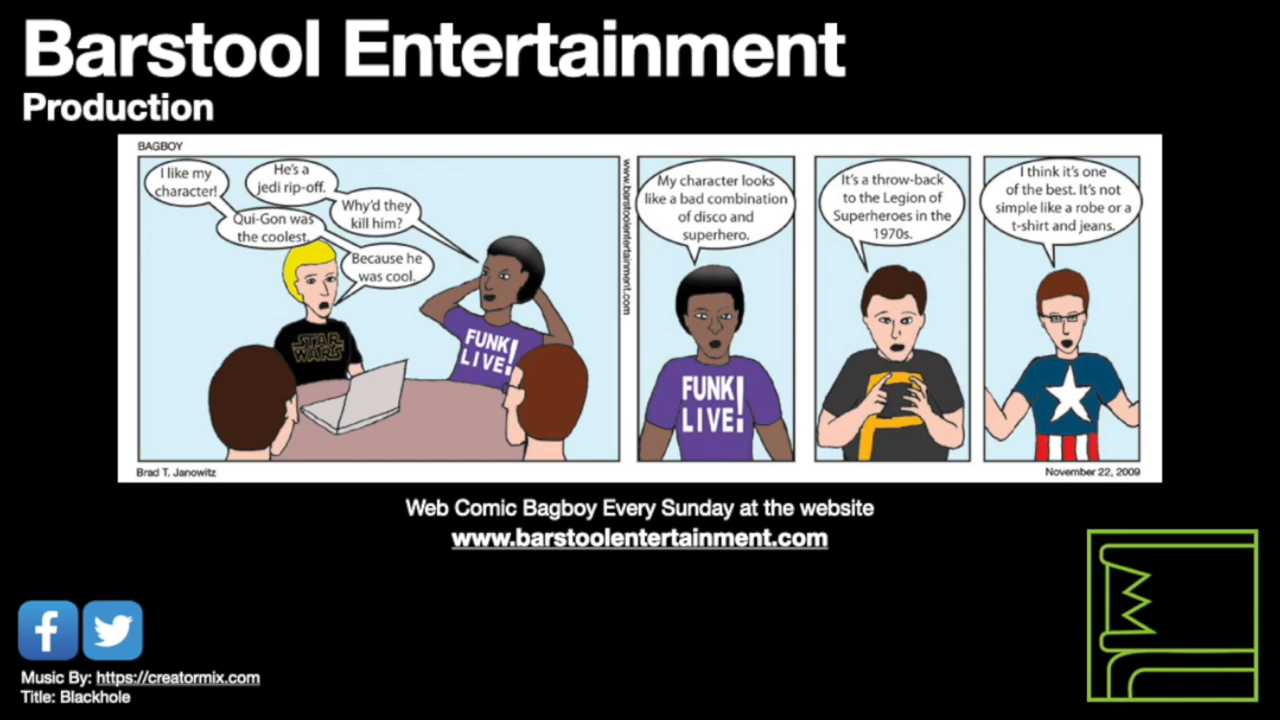 Barstool Entertainment
Production
BAGBOY
I like my
character!
He's a
jedi rip-off.
Qui-Gon was
the coolest.
Why'd they
kill him?
Because he
was cool.
STAR
WARS
FUNK
LIVE!
www.barstoolentertainment.com
My character looks
like a bad combination
of disco and
superhero.
FUNK
LIVE!
It's a throw-back
to the Legion of
Superheroes in the
1970s.
I think it's one
of the best. It's not
simple like a robe or a
t-shirt and jeans.
Brad T. Janowitz
November 22, 2009
Web Comic Bagboy Every Sunday at the website
www.barstoolentertainment.com
Music By: https://creatormix.com
Title: Blackhole